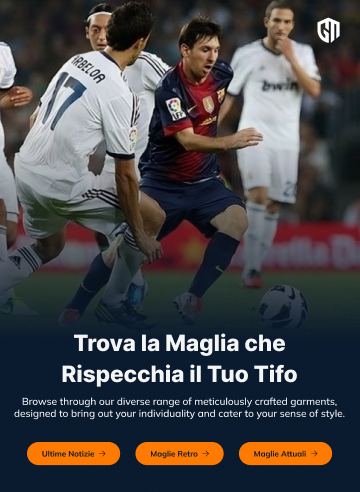 ARBELOA
17
LFP
bwin
Trova la Maglia che
Rispecchia il Tuo Tifo
Browse through our diverse range of meticulously crafted garments,
designed to bring out your individuality and cater to your sense of style.
Ultime Notizie →
Maglie Retro →
Maglie Attuali →